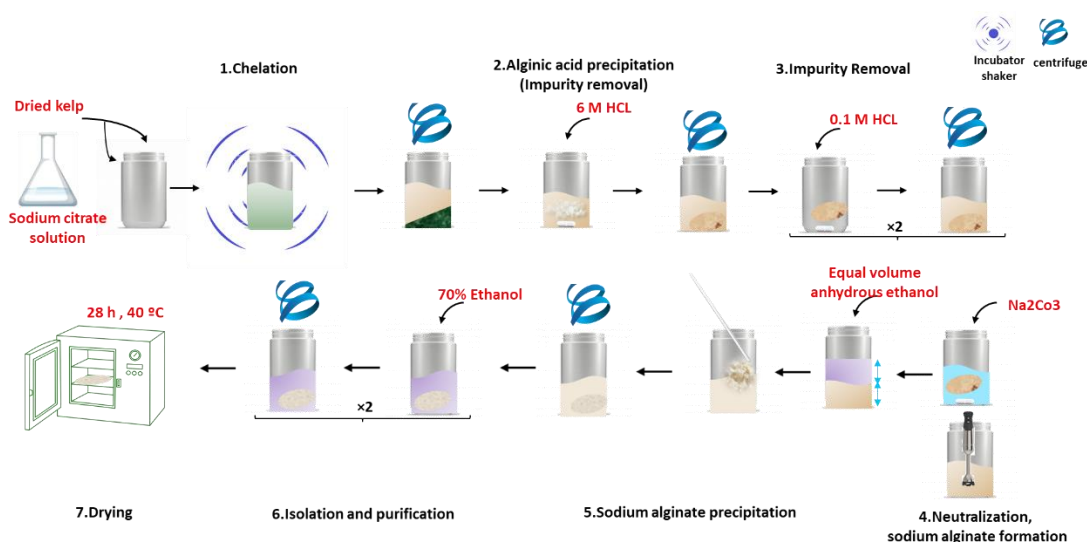 Incubator
shaker
centrifuge
1.Chelation
2.Alginic acid precipitation
(Impurity removal)
3.Impurity Removal
Dried kelp
Sodium citrate
solution
6 M HCL
0.1 M HCL
×2
28 h , 40 ºC
70% Ethanol
Equal volume
anhydrous ethanol
Na2Co3
×2
7.Drying
6.Isolation and purification
5.Sodium alginate precipitation
4.Neutralization,
sodium alginate formation